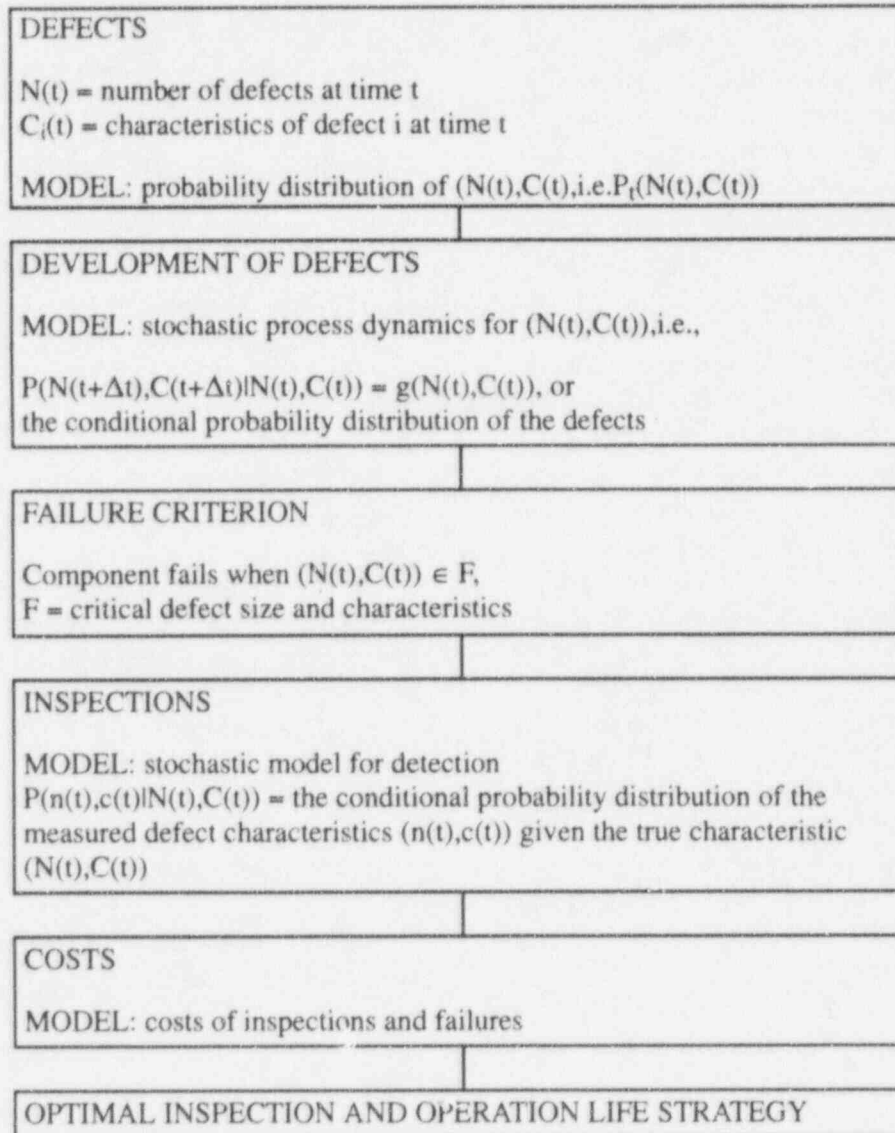 DEFECTS
N(t) = number of defects at time t
Cᵢ(t) = characteristics of defect i at time t
MODEL: probability distribution of (N(t),C(t),i.e.Pₜ(N(t),C(t))
DEVELOPMENT OF DEFECTS
MODEL: stochastic process dynamics for (N(t),C(t)),i.e.,
P(N(t+Δt),C(t+Δt)|N(t),C(t)) = g(N(t),C(t)), or
the conditional probability distribution of the defects
FAILURE CRITERION
Component fails when (N(t),C(t)) ∈ F,
F = critical defect size and characteristics
INSPECTIONS
MODEL: stochastic model for detection
P(n(t),c(t)|N(t),C(t)) = the conditional probability distribution of the
measured defect characteristics (n(t),c(t)) given the true characteristic
(N(t),C(t))
COSTS
MODEL: costs of inspections and failures
OPTIMAL INSPECTION AND OPERATION LIFE STRATEGY